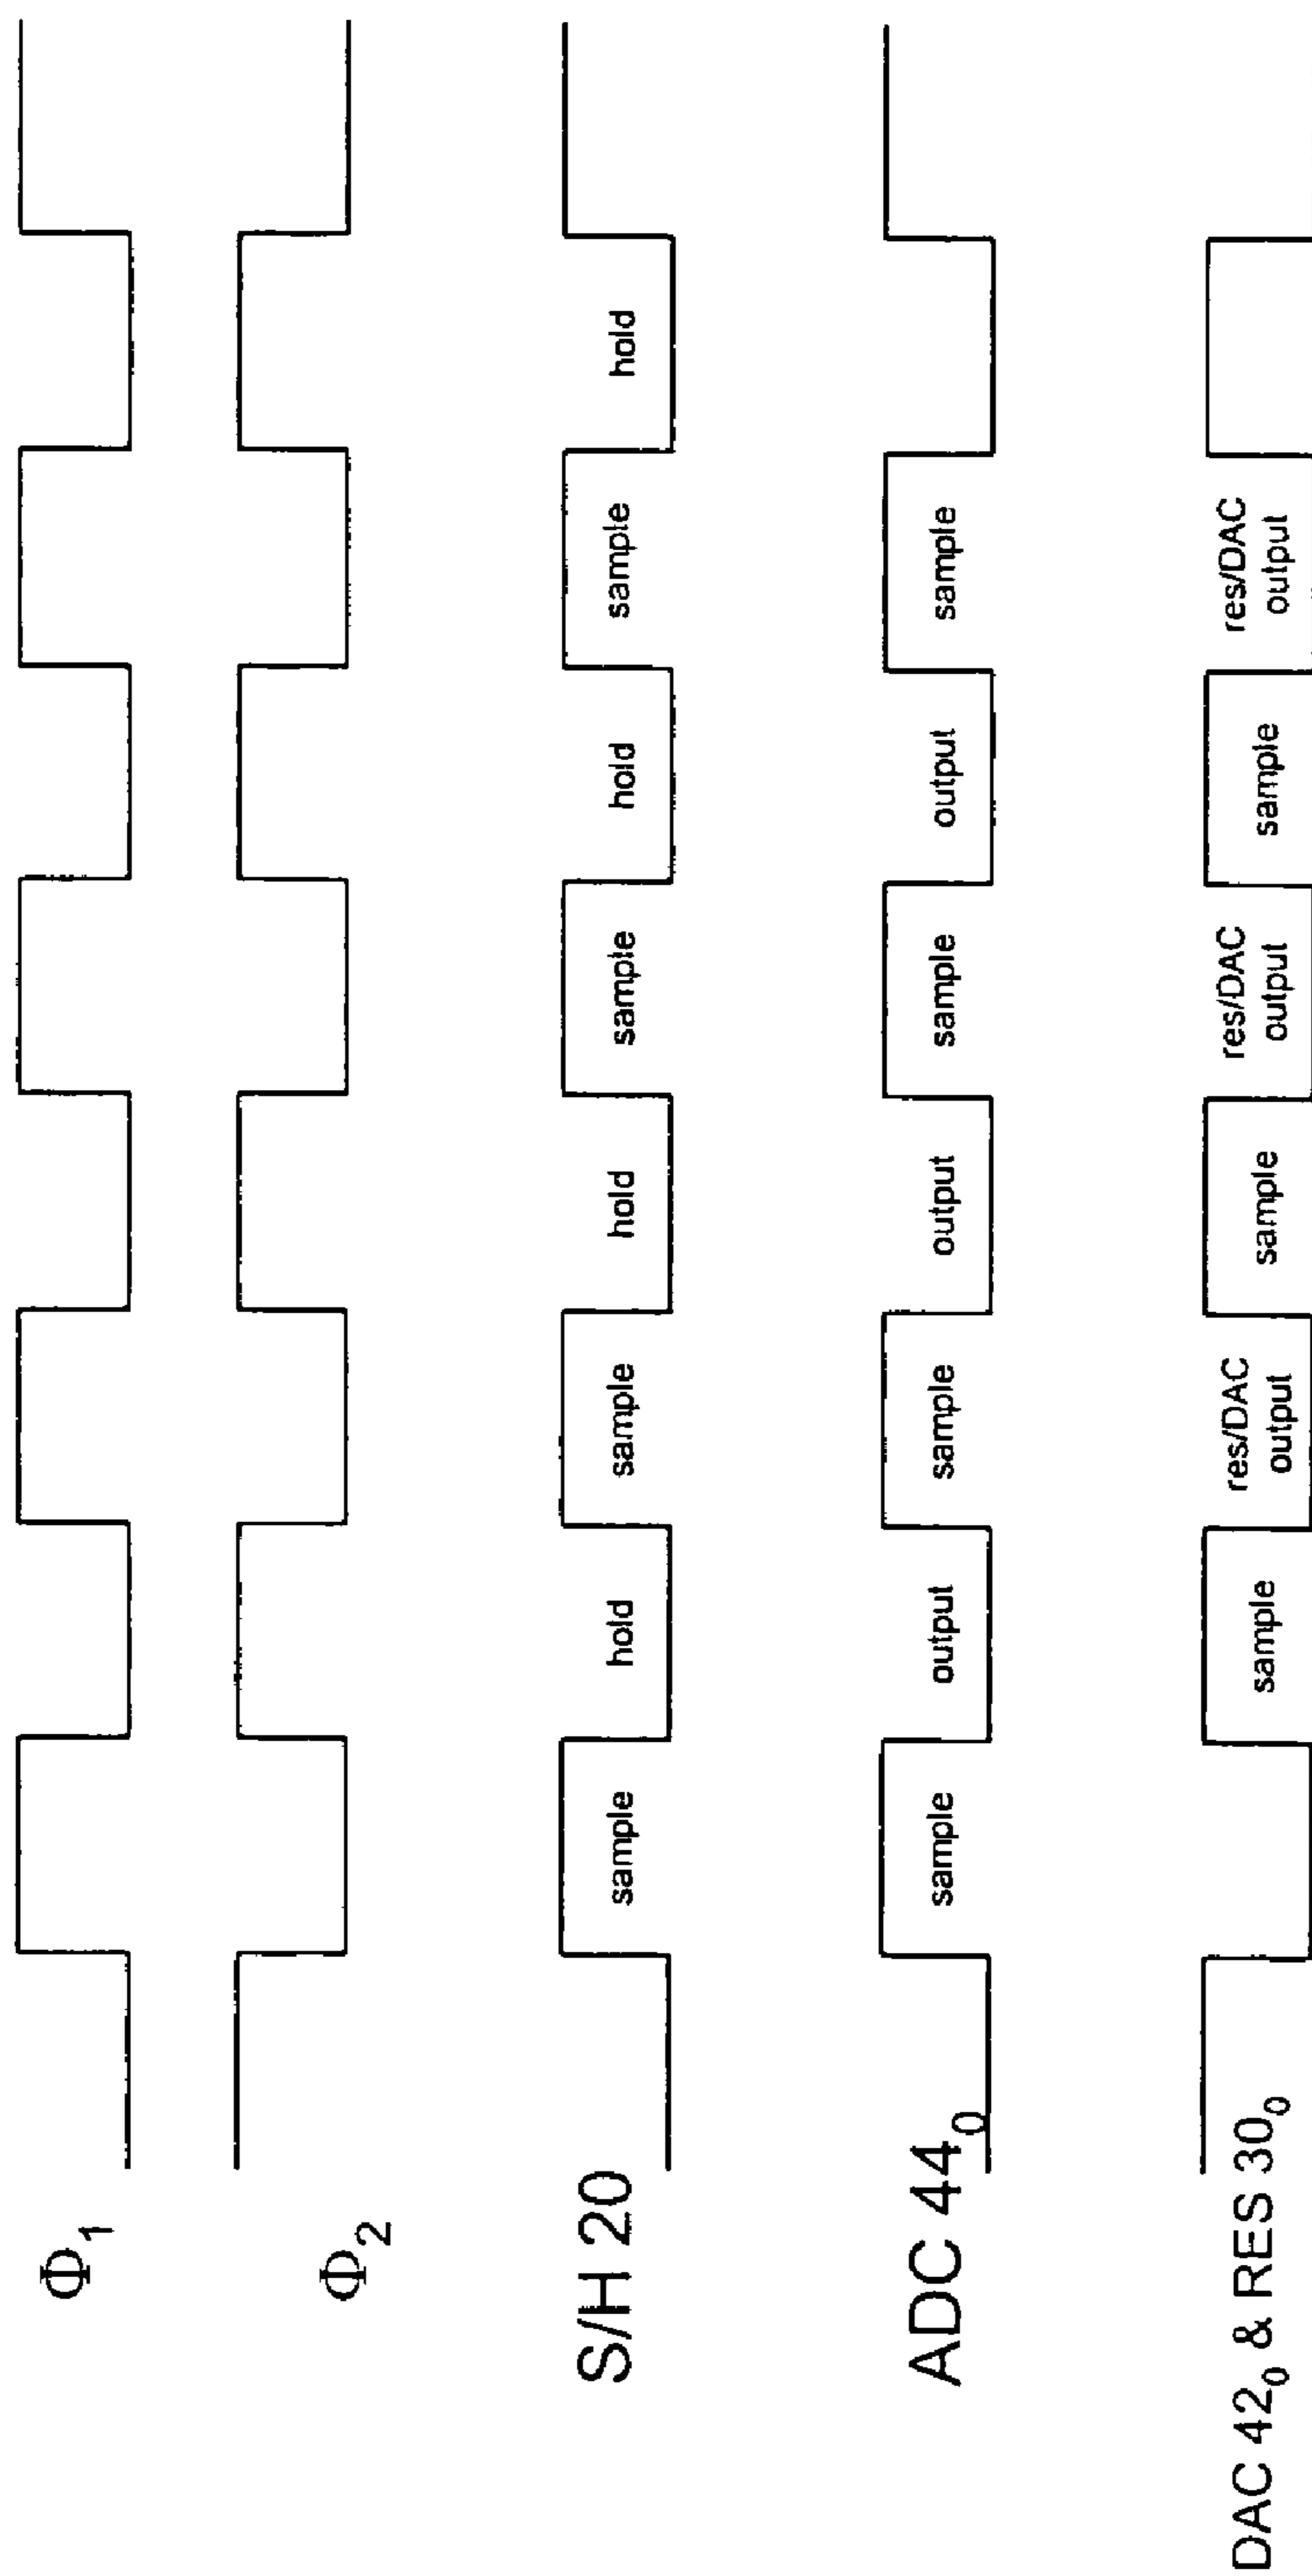 Φ1
Φ2
S/H 20
sample hold sample hold sample hold sample hold
ADC 440
sample output sample output sample output sample
DAC 420 & RES 300
sample res/DAC output sample res/DAC output sample res/DAC output